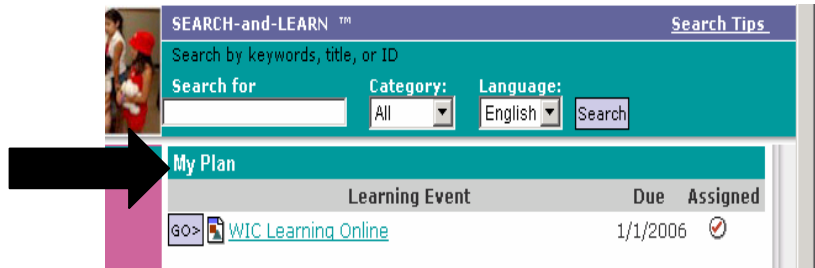 SEARCH-and-LEARN ™ Search Tips
Search by keywords, title, or ID
Search for Category: Language:
All English Search
My Plan
Learning Event Due Assigned
GO> WIC Learning Online 1/1/2006